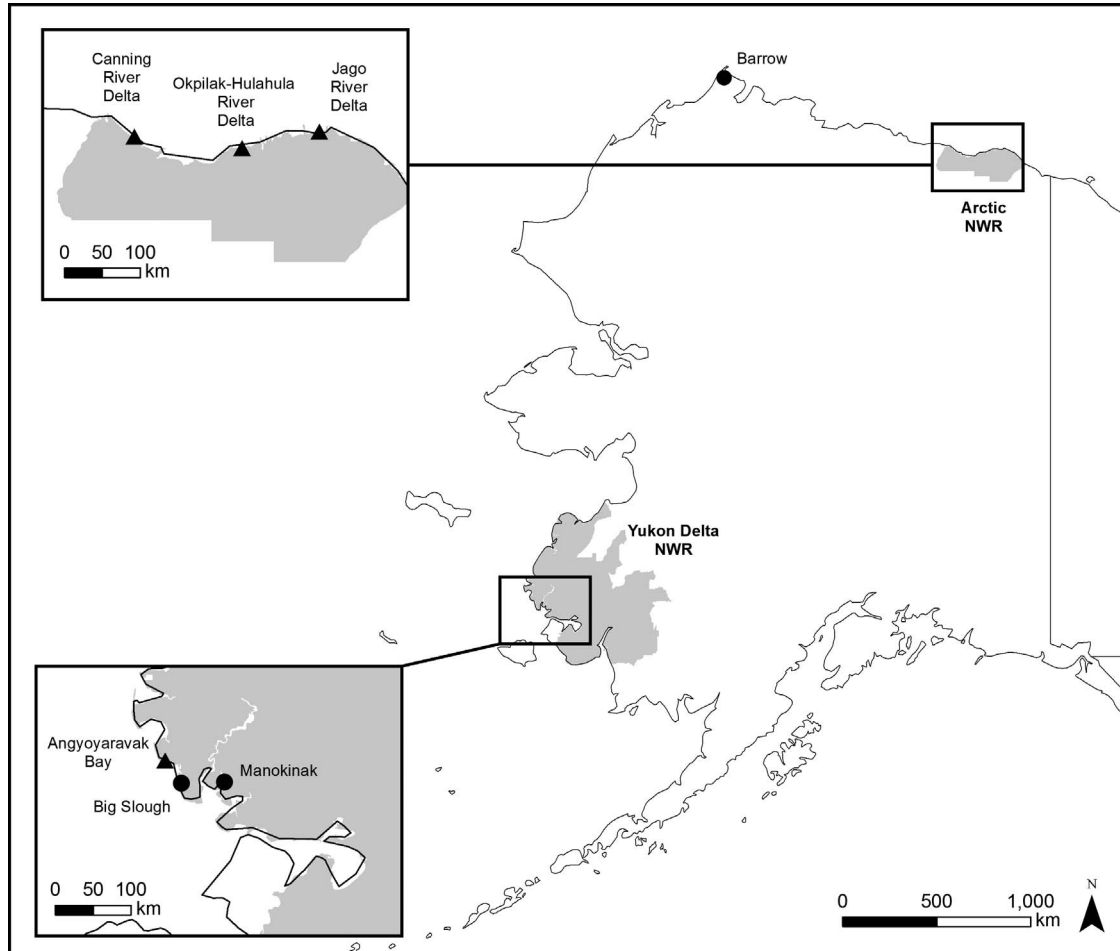 Canning
River
Delta
Okpilak-Hulahula
River
Delta
Jago
River
Delta
0 50 100
km
Barrow
Arctic
NWR
Yukon Delta
NWR
Angyoyaravak
Bay
Manokinak
Big Slough
0 50 100
km
0 500 1,000
km
N